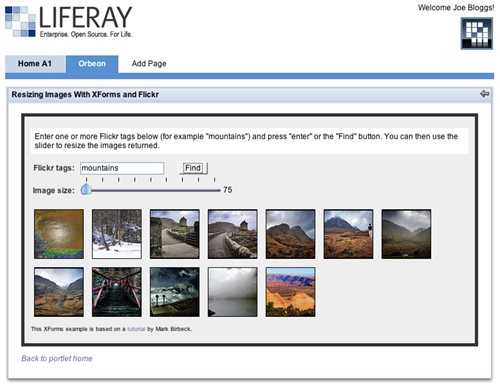 LIFERAY
Enterprise. Open Source. For Life.
Welcome Joe Bloggs!
Home A1
Orbeon
Add Page
Resizing Images With XForms and Flickr
Enter one or more Flickr tags below (for example "mountains") and press "enter" or the "Find" button. You can then use the
slider to resize the images returned.
Flickr tags: mountains Find
Image size: 75
This XForms example is based on a tutorial by Mark Birbeck.
Back to portlet home